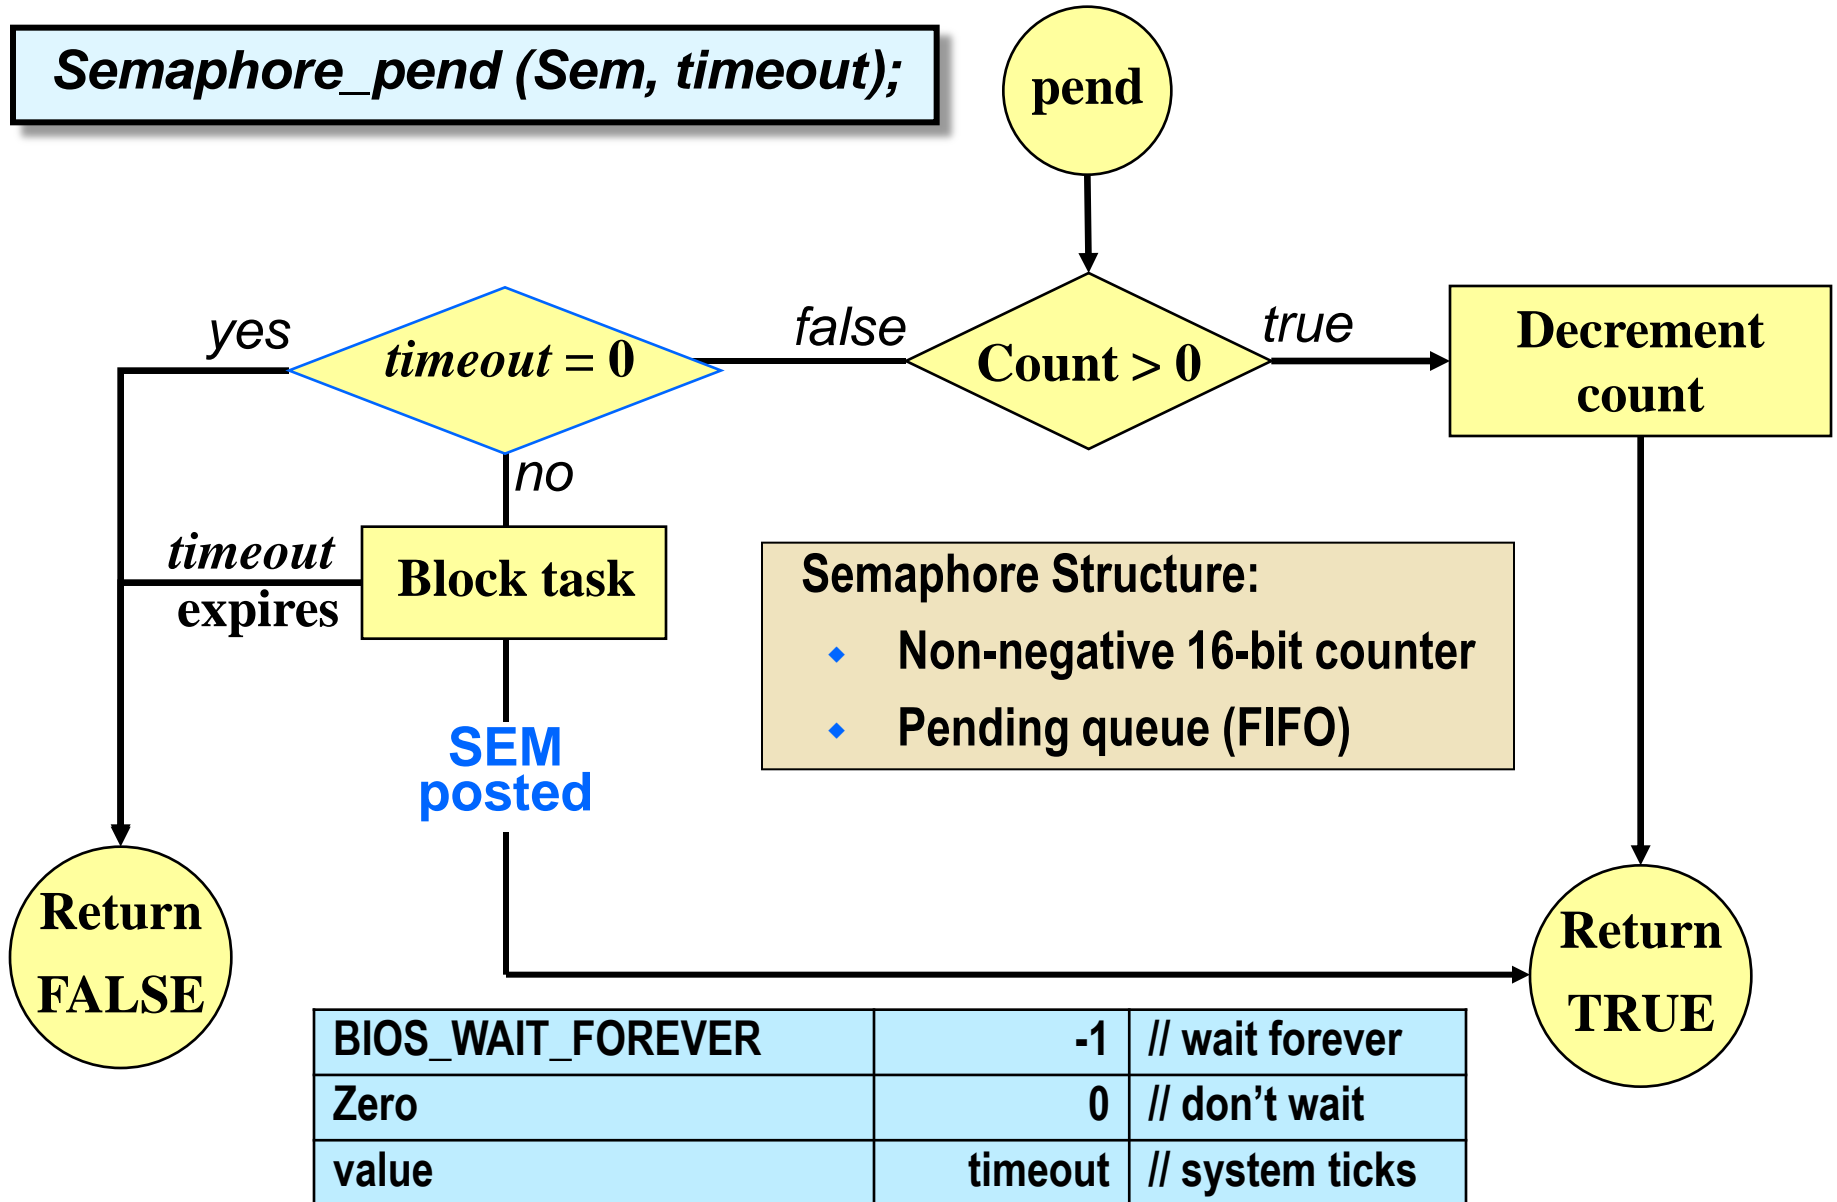 Semaphore_pend (Sem, timeout);
pend
yes
timeout = 0
false
Count > 0
true
Decrement
count
no
timeout
expires
Block task
Semaphore Structure:
Non-negative 16-bit counter
Pending queue (FIFO)
SEM
posted
Return
FALSE
Return
TRUE
BIOS_WAIT_FOREVER -1 // wait forever
Zero 0 // don't wait
value timeout // system ticks